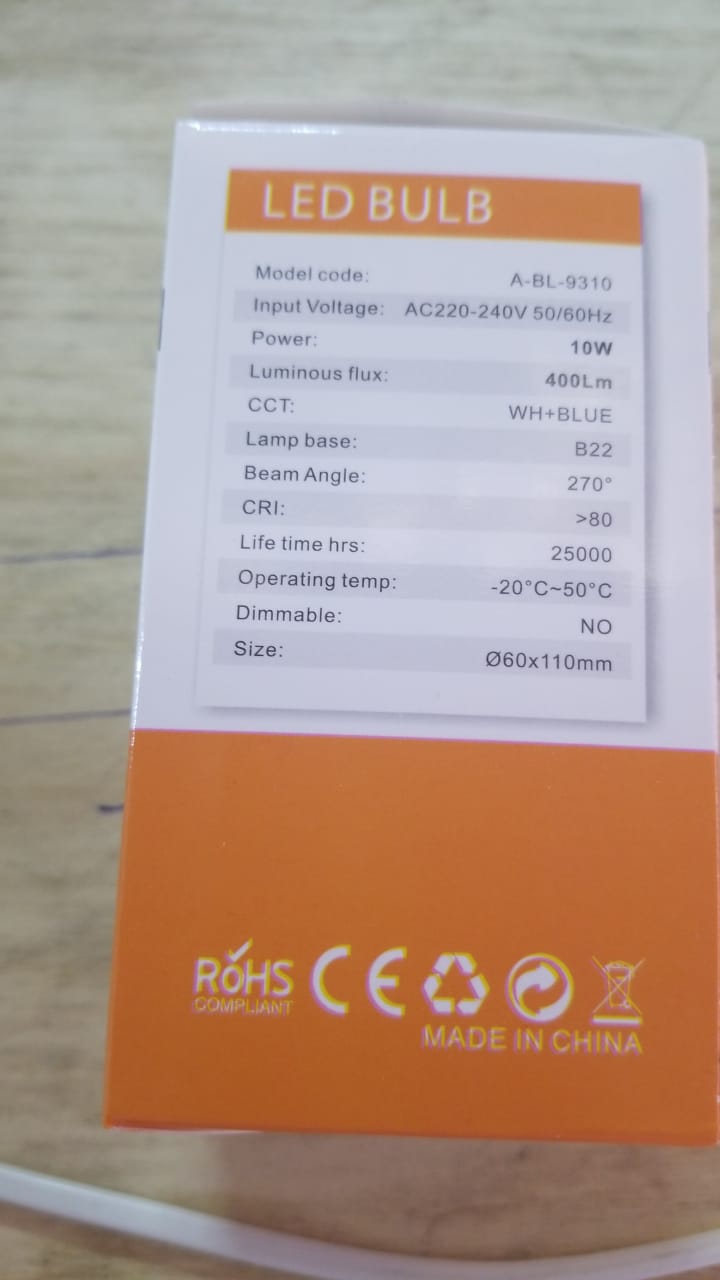 LED BULB
Model code: A-BL-9310
Input Voltage: AC220-240V 50/60Hz
Power: 10W
Luminous flux: 400Lm
CCT: WH+BLUE
Lamp base: B22
Beam Angle: 270°
CRI: >80
Life time hrs: 25000
Operating temp: -20°C~50°C
Dimmable: NO
Size: Ø60x110mm
RoHS CE
COMPLIANT
MADE IN CHINA